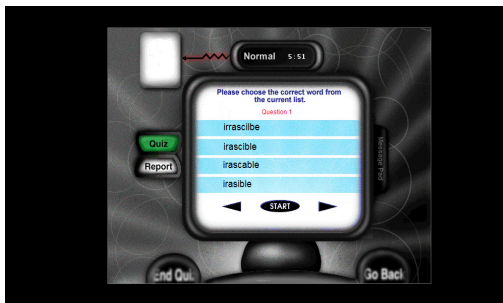 Normal 5:51
Please choose the correct word from
the current list.
Question 1
irrascilbe
irascible
irascable
irasible
Quiz
Report
START
Message Pad
End Quiz
Go Back